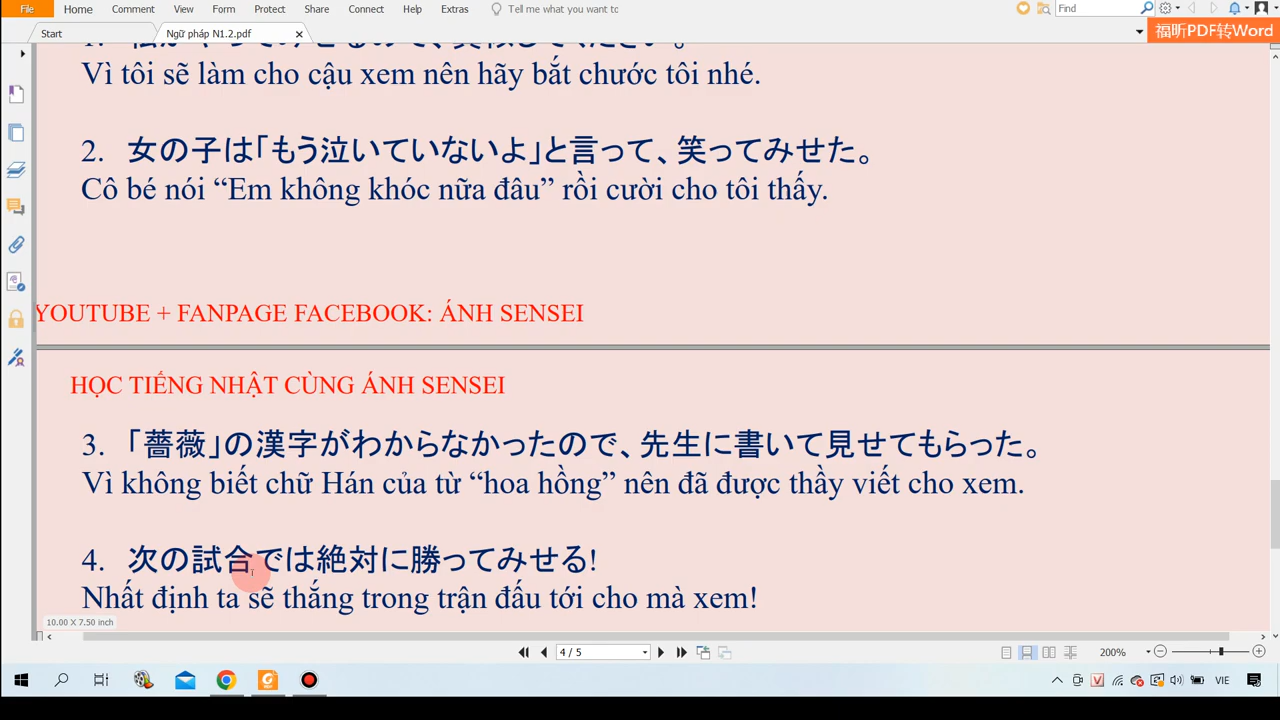 File Home Comment View Form Protect Share Connect Help Extras Tell me what you want to Find
Start Ngữ pháp N1.2.pdf 福昕PDF转Word
Vì tôi sẽ làm cho cậu xem nên hãy bắt chước tôi nhé.
2. 女の子は「もう泣いていないよ」と言って、笑ってみせた。
Cô bé nói “Em không khóc nữa đâu” rồi cười cho tôi thấy.
YOUTUBE + FANPAGE FACEBOOK: ÁNH SENSEI
HỌC TIẾNG NHẬT CÙNG ÁNH SENSEI
3. 「薔薇」の漢字がわからなかったので、先生に書いて見せてもらった。
Vì không biết chữ Hán của từ “hoa hồng” nên đã được thầy viết cho xem.
4. 次の試合では絶対に勝ってみせる!
Nhất định ta sẽ thắng trong trận đấu tới cho mà xem!
10.00 X 7.50 inch
4 / 5 200%
VIE